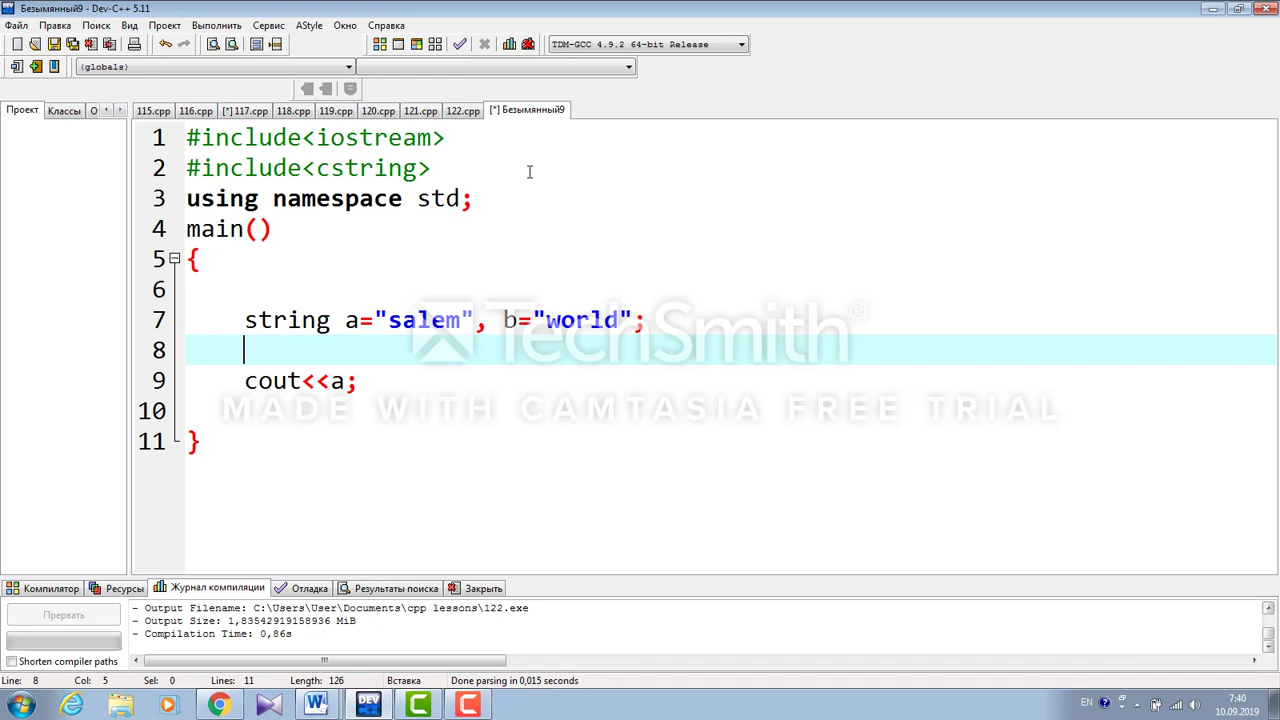 Безымянный9 - Dev-C++ 5.11
Файл Правка Поиск Вид Проект Выполнить Сервис AStyle Окно Справка
TDM-GCC 4.9.2 64-bit Release
(globals)
Проект Классы О 115.cpp 116.cpp [*] 117.cpp 118.cpp 119.cpp 120.cpp 121.cpp 122.cpp [*] Безымянный9
1 #include<iostream>
2 #include<cstring>
3 using namespace std;
4 main()
5 {
6
7 string a="salem", b="world";
8
9 cout<<a;
10
11 }
TechSmith®
MADE WITH CAMTASIA FREE TRIAL
Компилятор Ресурсы Журнал компиляции Отладка Результаты поиска Закрыть
Прервать
- Output Filename: C:\Users\User\Documents\cpp lessons\122.exe
- Output Size: 1,83542919158936 MiB
- Compilation Time: 0,86s
Shorten compiler paths
Line: 8 Col: 5 Sel: 0 Lines: 11 Length: 126 Вставка Done parsing in 0,015 seconds
DEV
EN 7:40
10.09.2019